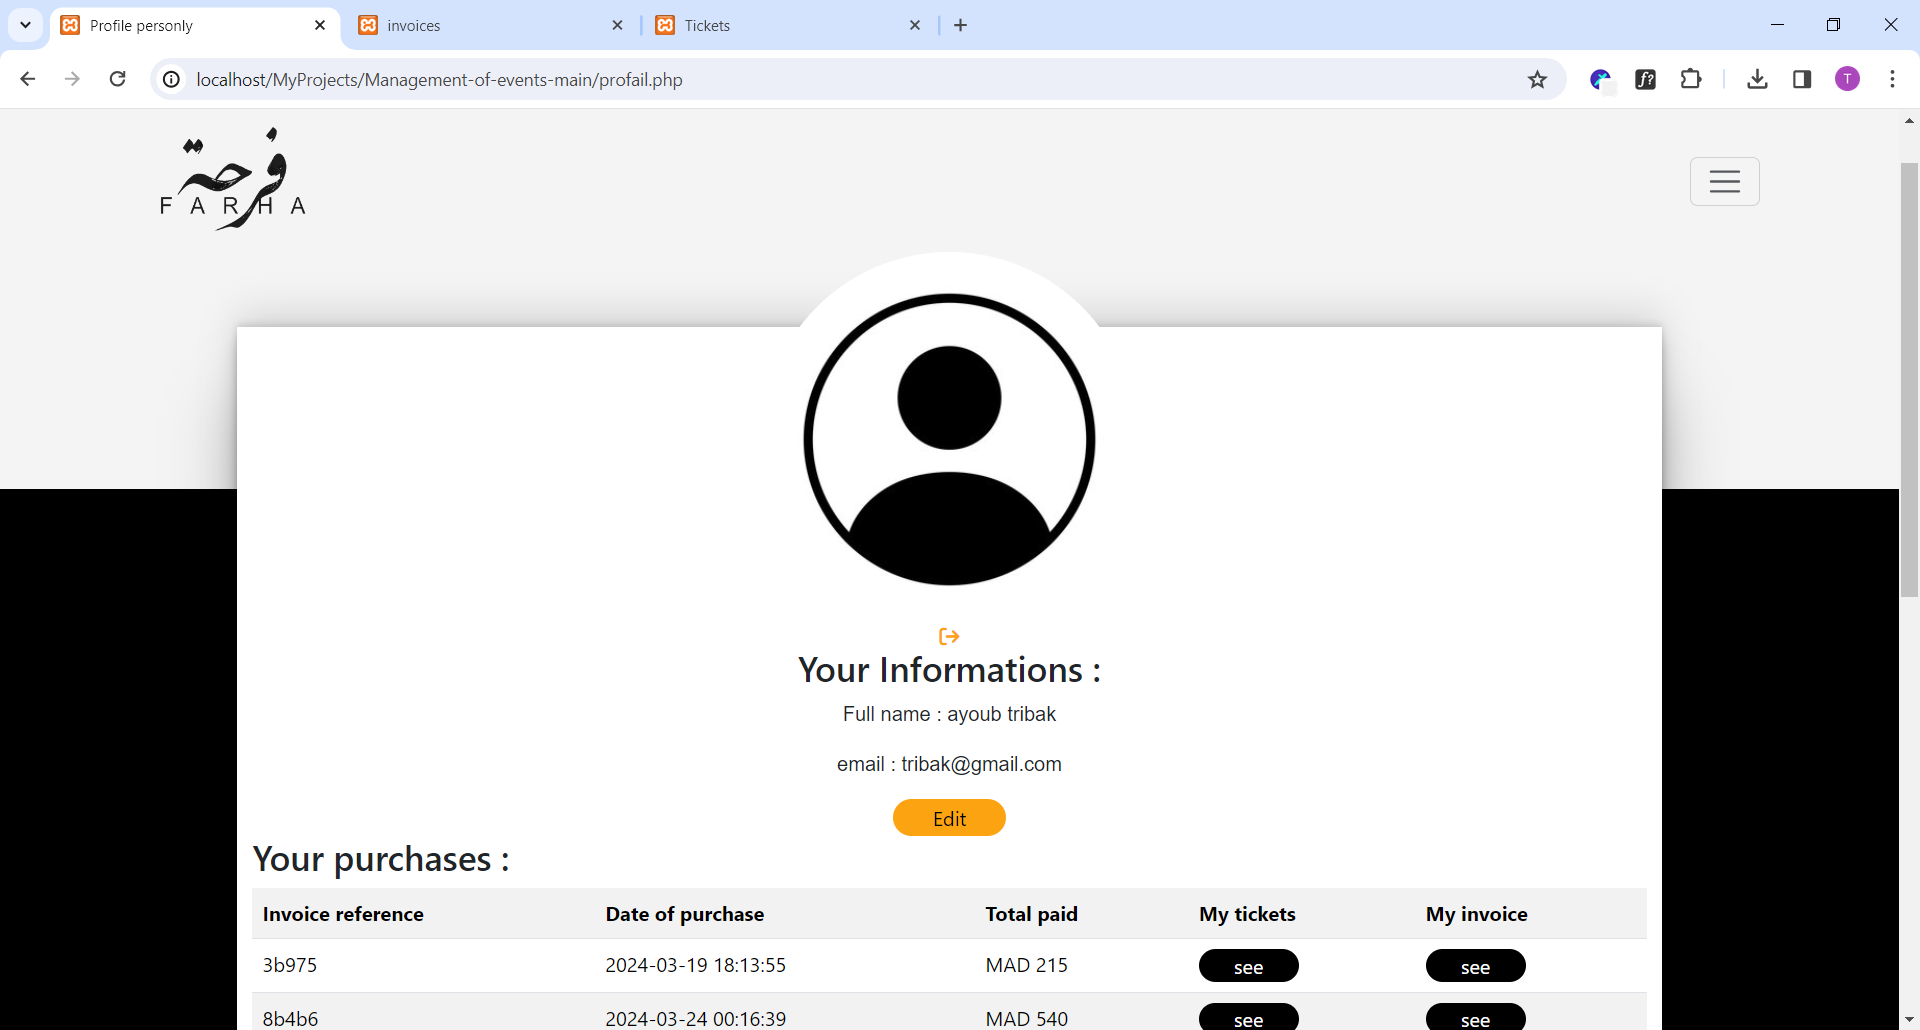 Profile personly
invoices
Tickets
localhost/MyProjects/Management-of-events-main/profail.php
f?
T
فرحة
FARHA
Your Informations :
Full name : ayoub tribak
email : tribak@gmail.com
Edit
Your purchases :
Invoice reference Date of purchase Total paid My tickets My invoice
3b975 2024-03-19 18:13:55 MAD 215 see see
8b4b6 2024-03-24 00:16:39 MAD 540 see see